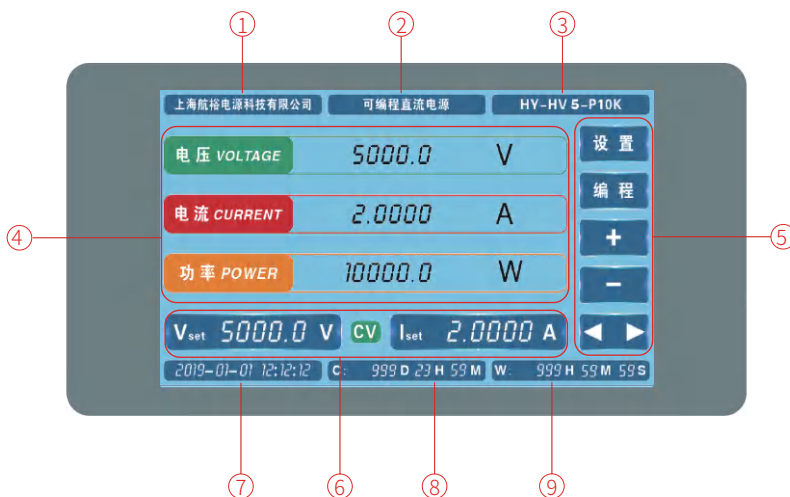 ① ② ③
上海航裕电源科技有限公司 可编程直流电源 HY-HV 5-P10K
电压 VOLTAGE 5000.0 V
设置
电流 CURRENT 2.0000 A
编程
+
④ ⑤
功率 POWER 10000.0 W
−
Vset 5000.0 V CV Iset 2.0000 A
◀ ▶
2019-01-01 12:12:12 C: 999 D 23 H 59 M W: 999 H 59 M 59 S
⑦ ⑥ ⑧ ⑨